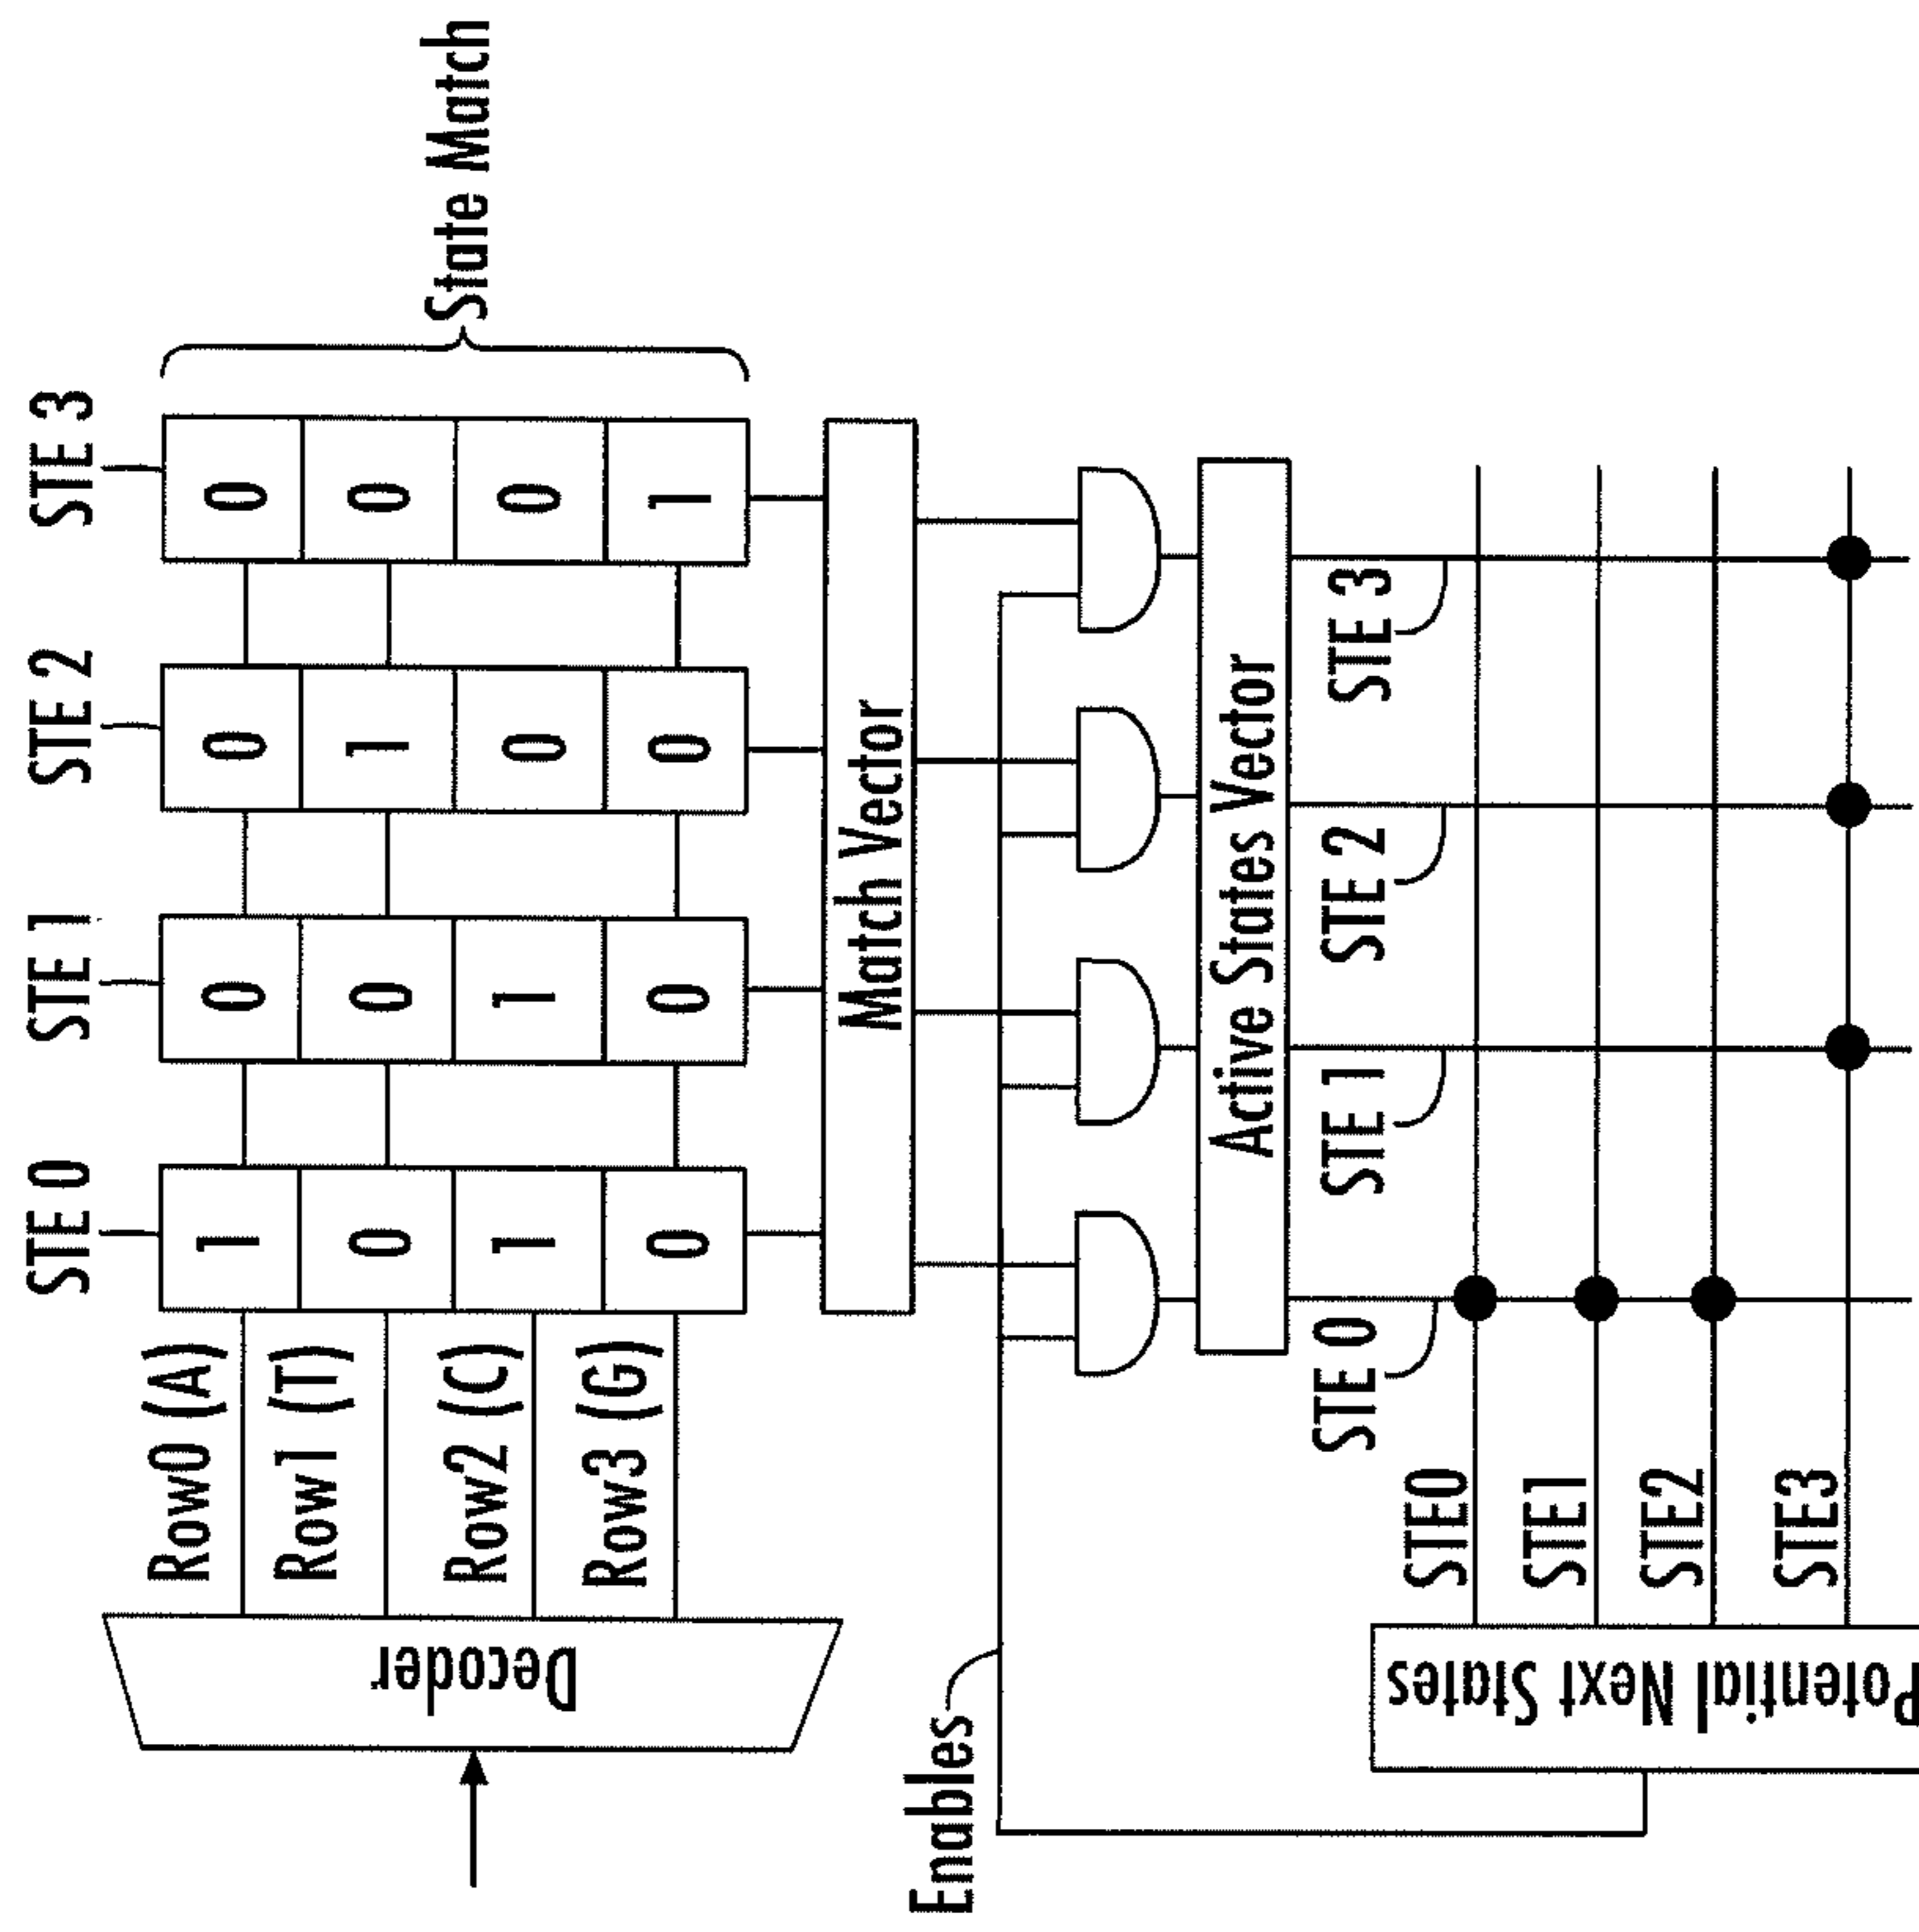 STE 0
STE 1
STE 2
STE 3
State Match
Row0 (A)
Row1 (T)
Row2 (C)
Row3 (G)
Decoder
1
0
1
0
0
0
1
0
0
1
0
0
0
0
0
1
Match Vector
Enables
Active States Vector
STE 0
STE 1
STE 2
STE 3
STE0
STE1
STE2
STE3
Potential Next States